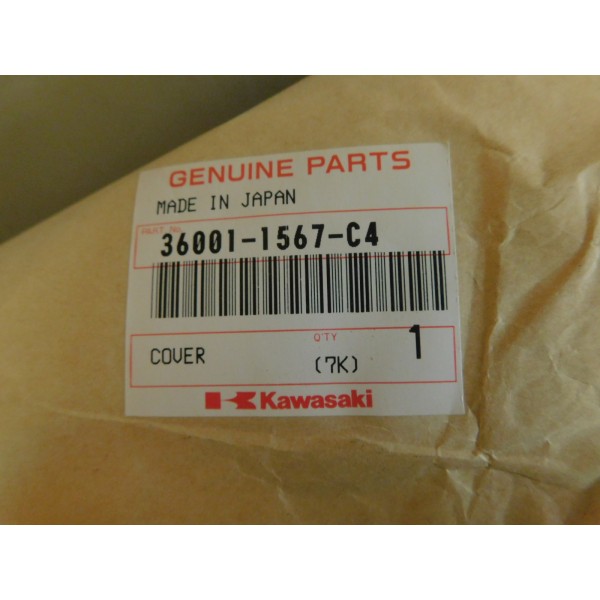 GENUINE PARTS
MADE IN JAPAN
PART No.
36001-1567-C4
Q'TY
COVER (7K) 1
Kawasaki